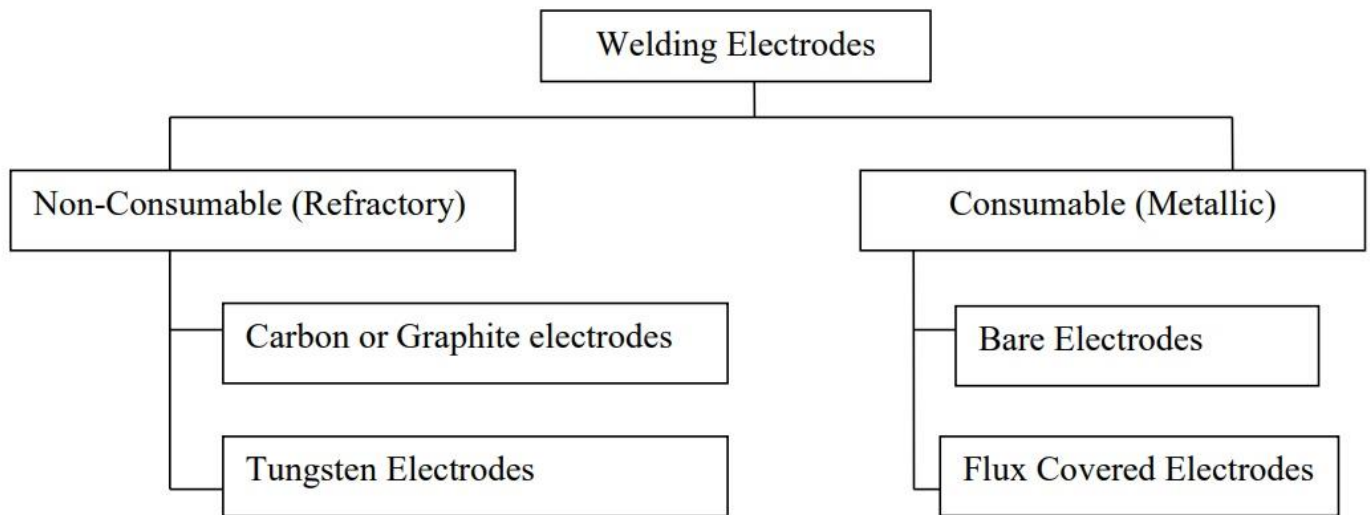 Welding Electrodes
Non-Consumable (Refractory)
Consumable (Metallic)
Carbon or Graphite electrodes
Bare Electrodes
Tungsten Electrodes
Flux Covered Electrodes